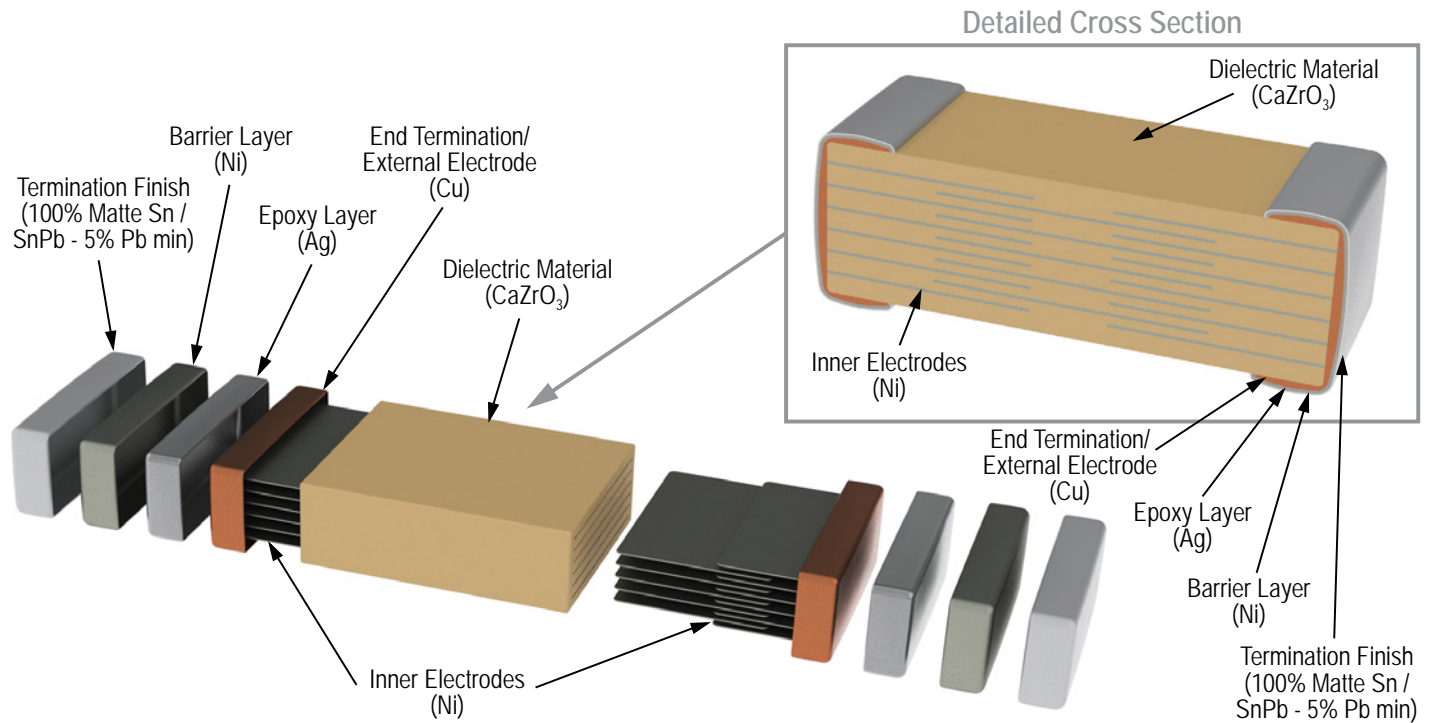 Detailed Cross Section
Dielectric Material
(CaZrO₃)
Barrier Layer
(Ni)
End Termination/
External Electrode
(Cu)
Termination Finish
(100% Matte Sn /
SnPb - 5% Pb min)
Epoxy Layer
(Ag)
Dielectric Material
(CaZrO₃)
Inner Electrodes
(Ni)
End Termination/
External Electrode
(Cu)
Epoxy Layer
(Ag)
Barrier Layer
(Ni)
Termination Finish
(100% Matte Sn /
SnPb - 5% Pb min)
Inner Electrodes
(Ni)